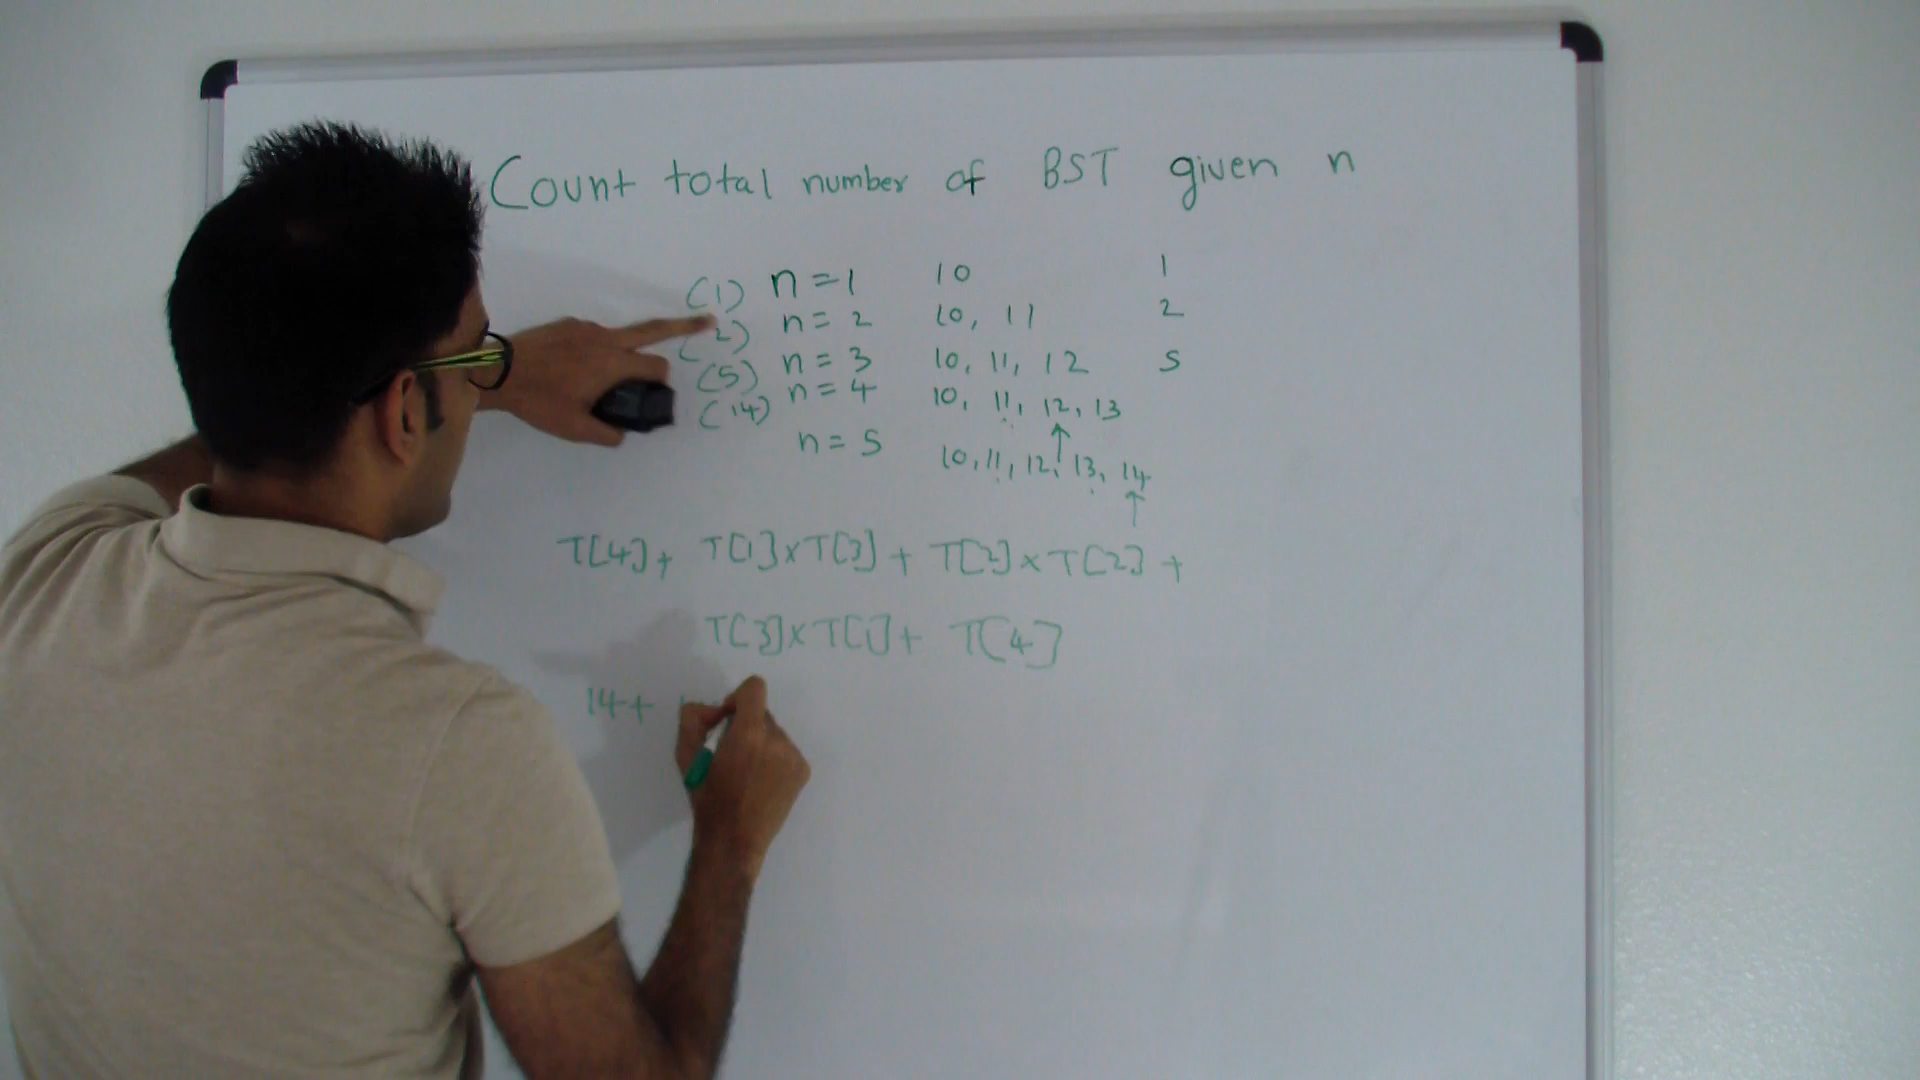 Count total number of BST given n
(1) n = 1 10 1
(2) n = 2 10, 11 2
(5) n = 3 10, 11, 12 5
(14) n = 4 10, 11, 12, 13
n = 5 10, 11, 12, 13, 14
T[4] + T[1] x T[3] + T[2] x T[2] +
T[3] x T[1] + T[4]
14 +